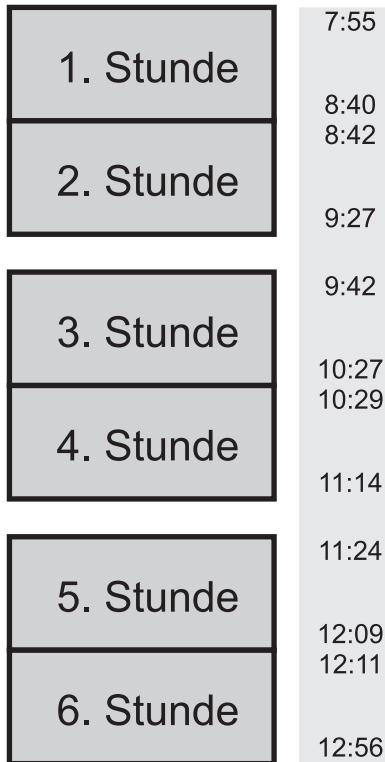 7:55
1. Stunde
8:40
8:42
2. Stunde
9:27
9:42
3. Stunde
10:27
10:29
4. Stunde
11:14
11:24
5. Stunde
12:09
12:11
6. Stunde
12:56